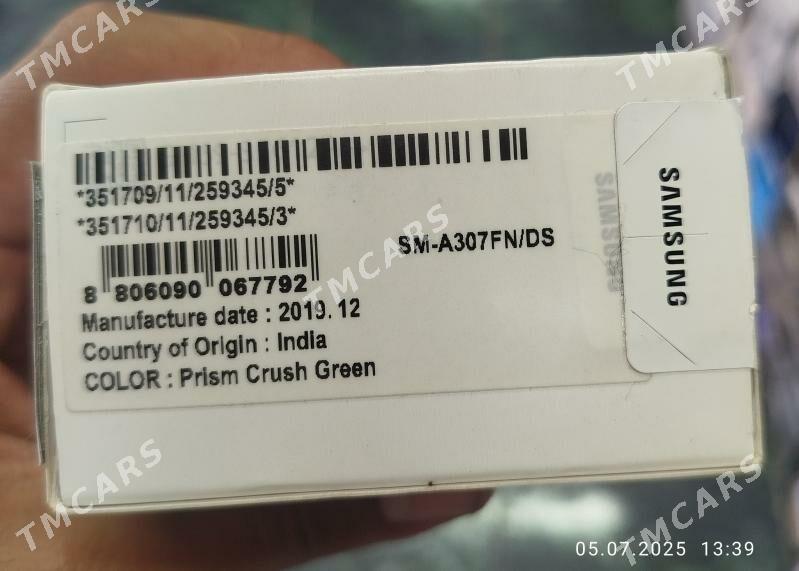 *351709/11/259345/5*
*351710/11/259345/3*
SM-A307FN/DS
8 806090 067792
Manufacture date : 2019. 12
Country of Origin : India
COLOR : Prism Crush Green
SAMSUNG
SAMSUNG
TMCARS
TMCARS
TMCARS
TMCARS
TMCARS
05.07.2025 13:39